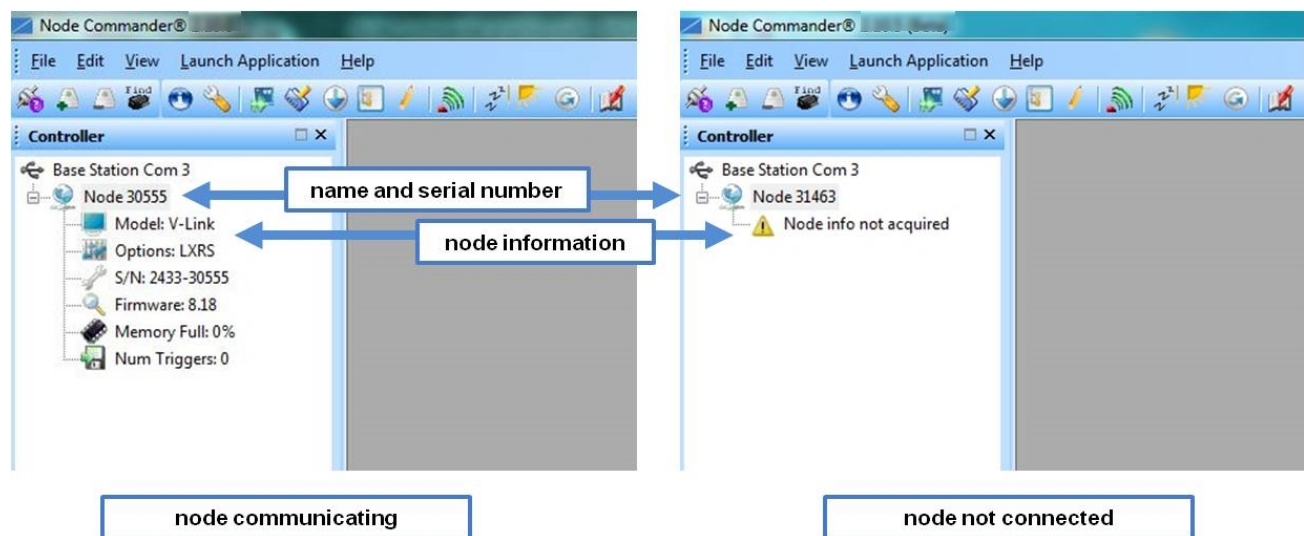 Node Commander®
File Edit View Launch Application Help
Find
Controller
Base Station Com 3
Node 30555
Model: V-Link
Options: LXRS
S/N: 2433-30555
Firmware: 8.18
Memory Full: 0%
Num Triggers: 0
name and serial number
node information
Node Commander®
File Edit View Launch Application Help
Find
Controller
Base Station Com 3
Node 31463
Node info not acquired
node communicating
node not connected